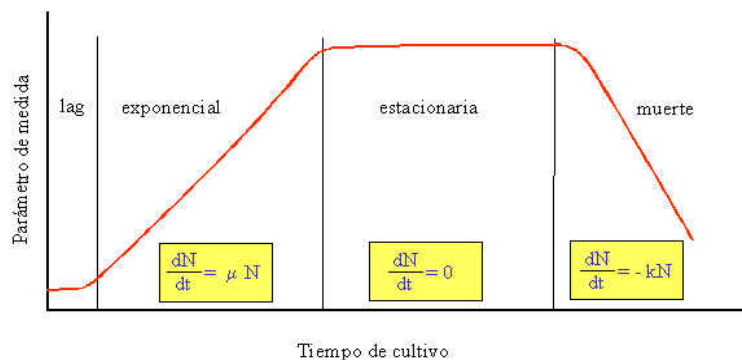 Parámetro de medida
lag
exponencial
estacionaria
muerte
dN/dt = μ N
dN/dt = 0
dN/dt = - kN
Tiempo de cultivo